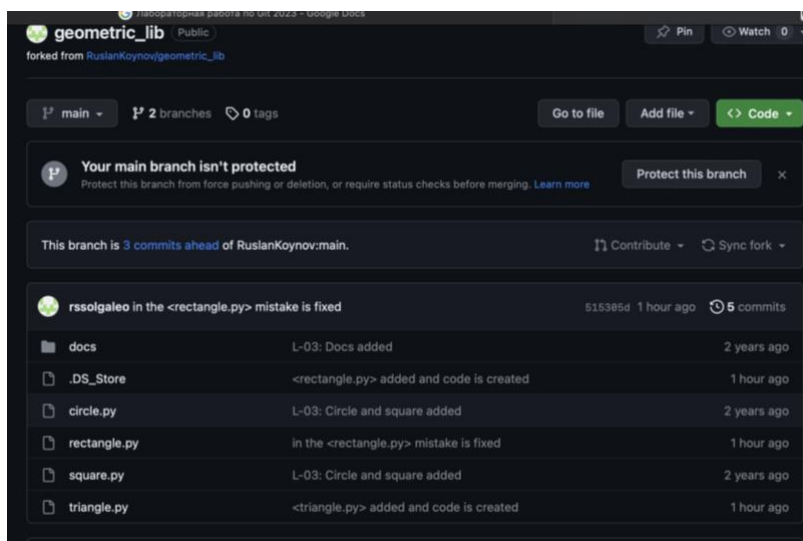 Лабораторная работа по Git 2023 - Google Docs
geometric_lib Public
Pin
Watch 0
forked from RuslanKoynov/geometric_lib
main 2 branches 0 tags
Go to file Add file <> Code
Your main branch isn't protected
Protect this branch from force pushing or deletion, or require status checks before merging. Learn more
Protect this branch ×
This branch is 3 commits ahead of RuslanKoynov:main.
Contribute Sync fork
rssolgaleo in the <rectangle.py> mistake is fixed 515305d 1 hour ago 5 commits
docs L-03: Docs added 2 years ago
.DS_Store <rectangle.py> added and code is created 1 hour ago
circle.py L-03: Circle and square added 2 years ago
rectangle.py in the <rectangle.py> mistake is fixed 1 hour ago
square.py L-03: Circle and square added 2 years ago
triangle.py <triangle.py> added and code is created 1 hour ago